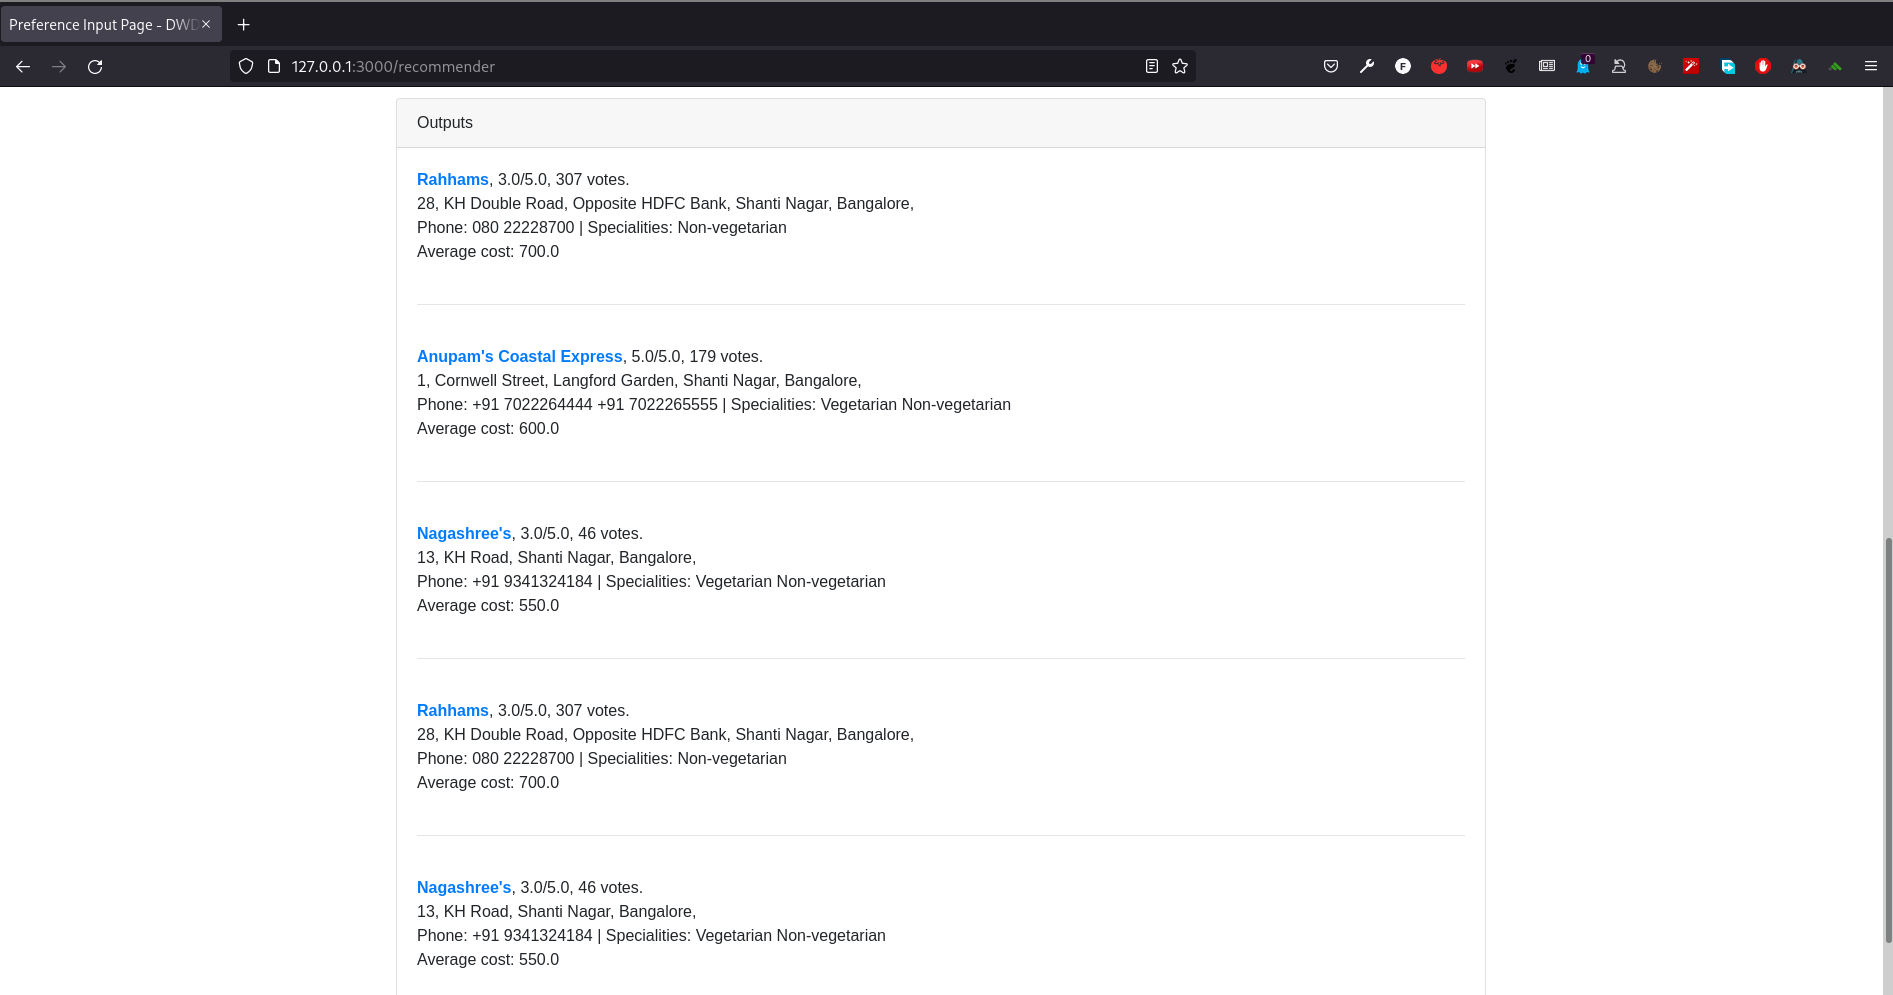 Preference Input Page - DWD
127.0.0.1:3000/recommender
F
0
Outputs
Rahhams, 3.0/5.0, 307 votes.
28, KH Double Road, Opposite HDFC Bank, Shanti Nagar, Bangalore,
Phone: 080 22228700 | Specialities: Non-vegetarian
Average cost: 700.0
Anupam's Coastal Express, 5.0/5.0, 179 votes.
1, Cornwell Street, Langford Garden, Shanti Nagar, Bangalore,
Phone: +91 7022264444 +91 7022265555 | Specialities: Vegetarian Non-vegetarian
Average cost: 600.0
Nagashree's, 3.0/5.0, 46 votes.
13, KH Road, Shanti Nagar, Bangalore,
Phone: +91 9341324184 | Specialities: Vegetarian Non-vegetarian
Average cost: 550.0
Rahhams, 3.0/5.0, 307 votes.
28, KH Double Road, Opposite HDFC Bank, Shanti Nagar, Bangalore,
Phone: 080 22228700 | Specialities: Non-vegetarian
Average cost: 700.0
Nagashree's, 3.0/5.0, 46 votes.
13, KH Road, Shanti Nagar, Bangalore,
Phone: +91 9341324184 | Specialities: Vegetarian Non-vegetarian
Average cost: 550.0